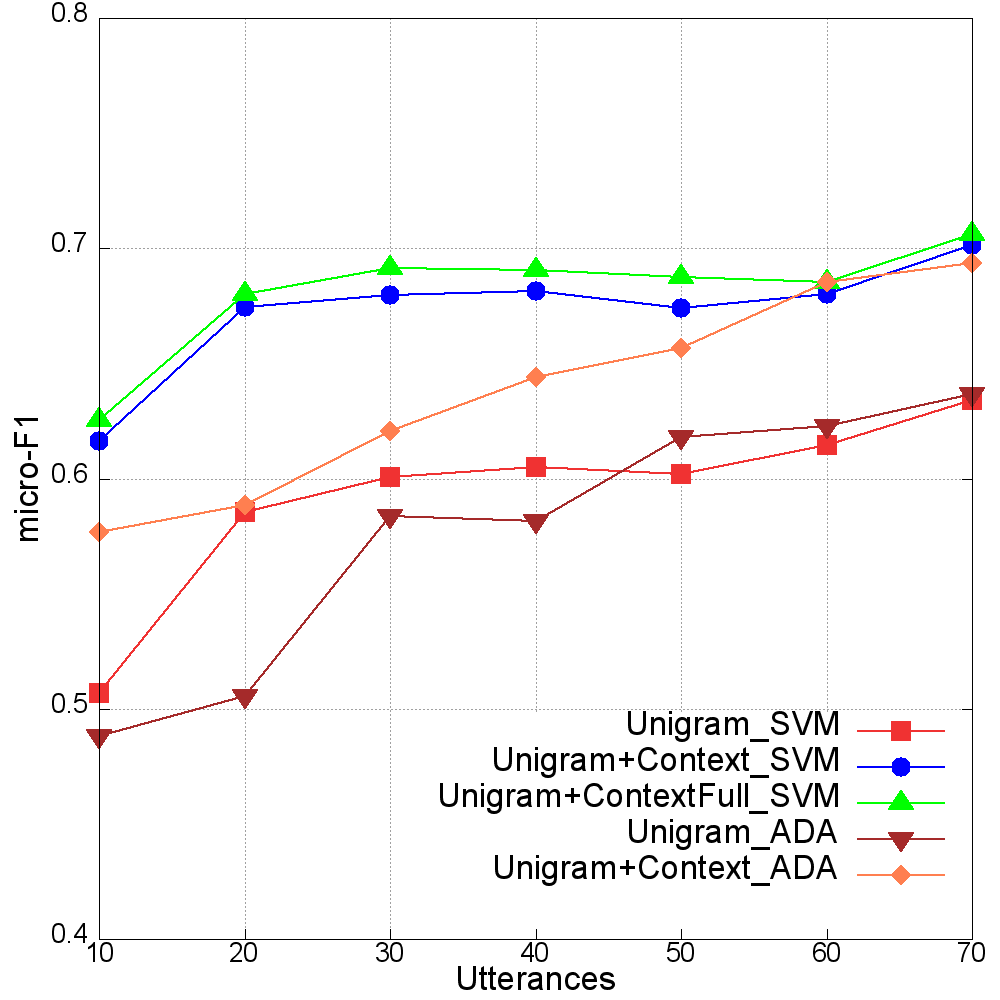 0.8
0.7
0.6
0.5
0.4
micro-F1
Unigram_SVM
Unigram+Context_SVM
Unigram+ContextFull_SVM
Unigram_ADA
Unigram+Context_ADA
10 20 30 40 50 60 70
Utterances